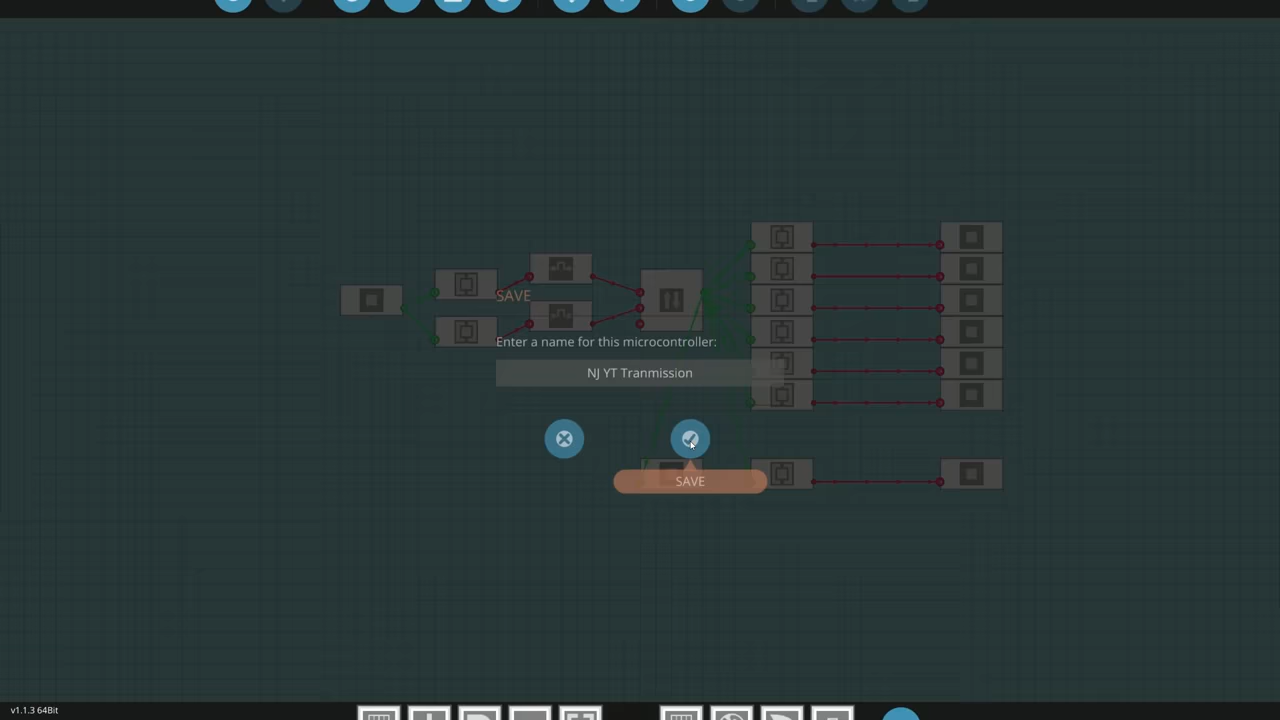 SAVE
Enter a name for this microcontroller:
NJ YT Tranmission
SAVE
v1.1.3 64Bit